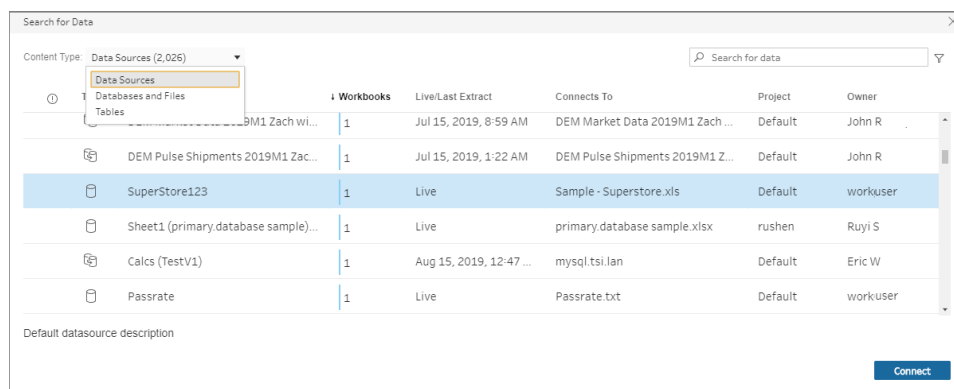 Search for Data
Content Type: Data Sources (2,026)
Search for data
Data Sources
Databases and Files
Tables
Workbooks Live/Last Extract Connects To Project Owner
1 Jul 15, 2019, 8:59 AM DEM Market Data 2019M1 Zach ... Default John R
DEM Pulse Shipments 2019M1 Zac... 1 Jul 15, 2019, 1:22 AM DEM Pulse Shipments 2019M1 Z... Default John R
SuperStore123 1 Live Sample - Superstore.xls Default workuser
Sheet1 (primary.database sample)... 1 Live primary.database sample.xlsx rushen Ruyi S
Calcs (TestV1) 1 Aug 15, 2019, 12:47 ... mysql.tsi.lan Default Eric W
Passrate 1 Live Passrate.txt Default workuser
Default datasource description
Connect